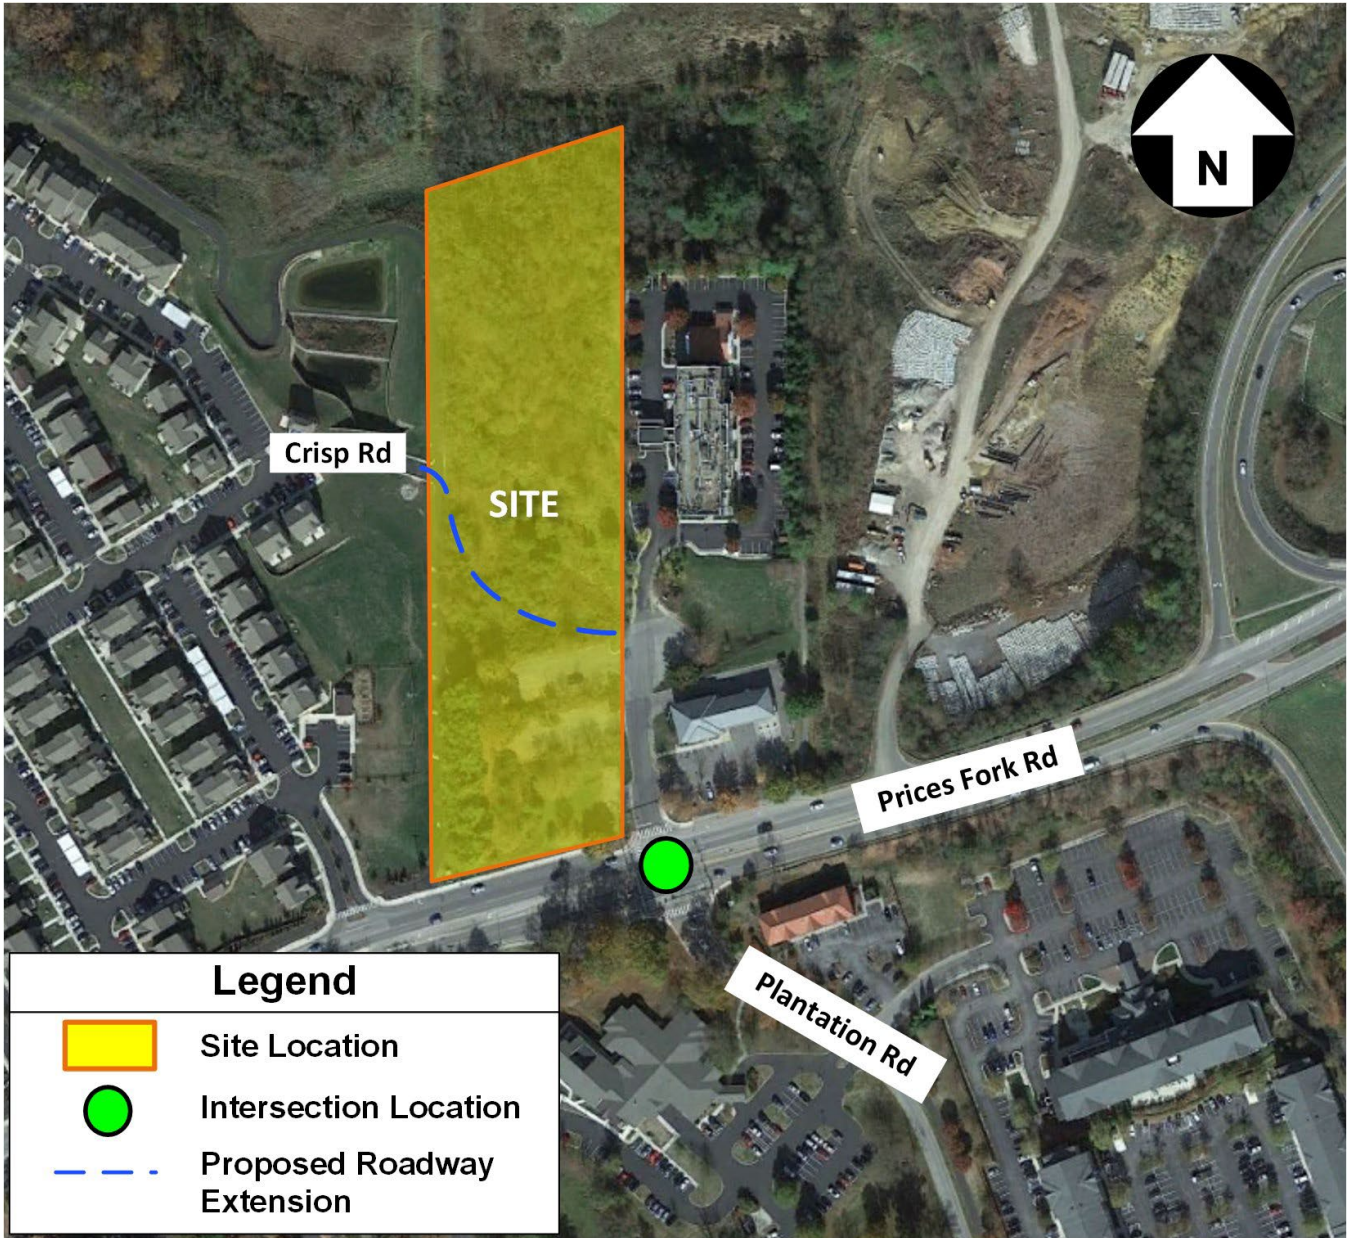 N
Crisp Rd
SITE
Prices Fork Rd
Plantation Rd
Legend
Site Location
Intersection Location
Proposed Roadway
Extension